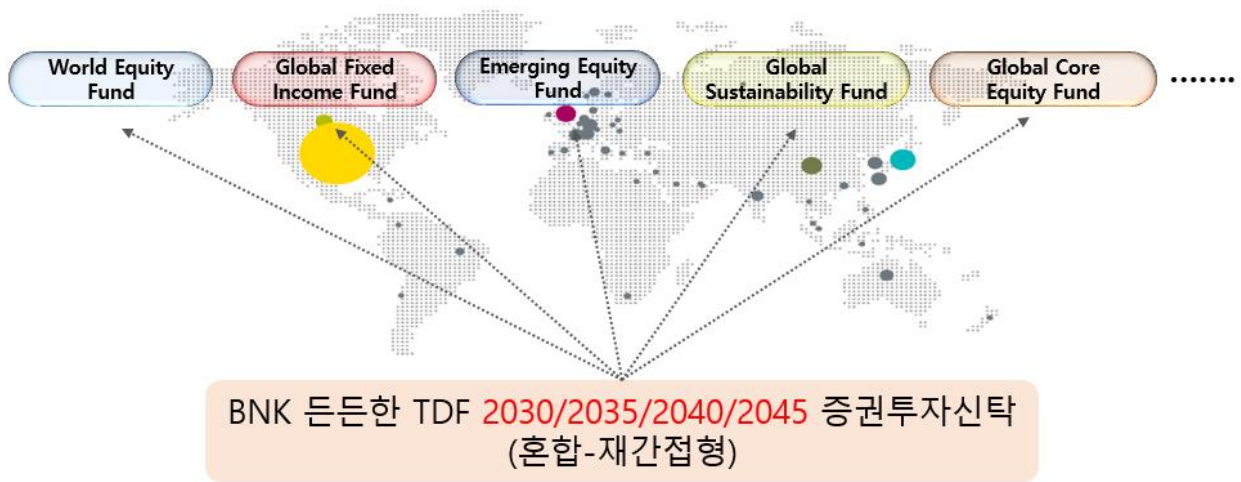 World Equity
Fund
Global Fixed
Income Fund
Emerging Equity
Fund
Global
Sustainability Fund
Global Core
Equity Fund
.......
BNK 든든한 TDF 2030/2035/2040/2045 증권투자신탁
(혼합-재간접형)